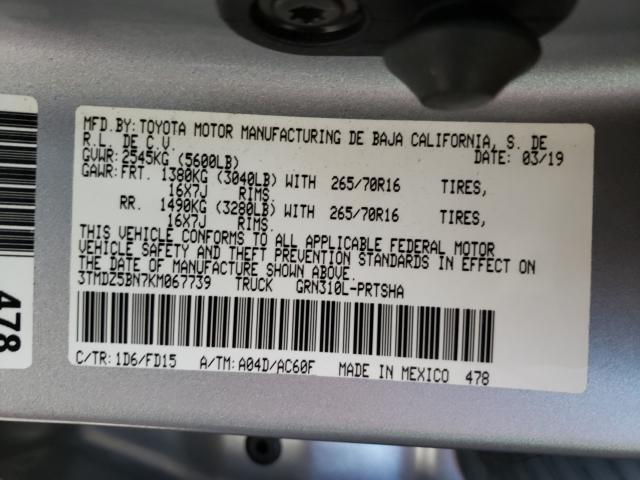 MFD.BY: TOYOTA MOTOR MANUFACTURING DE BAJA CALIFORNIA, S. DE
R.L. DE C.V.
GVWR: 2545KG (5600LB) DATE: 03/19
GAWR: FRT. 1380KG (3040LB) WITH 265/70R16 TIRES,
16X7J RIMS.
RR. 1490KG (3280LB) WITH 265/70R16 TIRES,
16X7J RIMS.
THIS VEHICLE CONFORMS TO ALL APPLICABLE FEDERAL MOTOR
VEHICLE SAFETY AND THEFT PREVENTION STANDARDS IN EFFECT ON
THE DATE OF MANUFACTURE SHOWN ABOVE.
3TMDZ5BN7KM067739 TRUCK GRN310L-PRTSHA
C/TR: 1D6/FD15 A/TM: A04D/AC60F MADE IN MEXICO 478
478